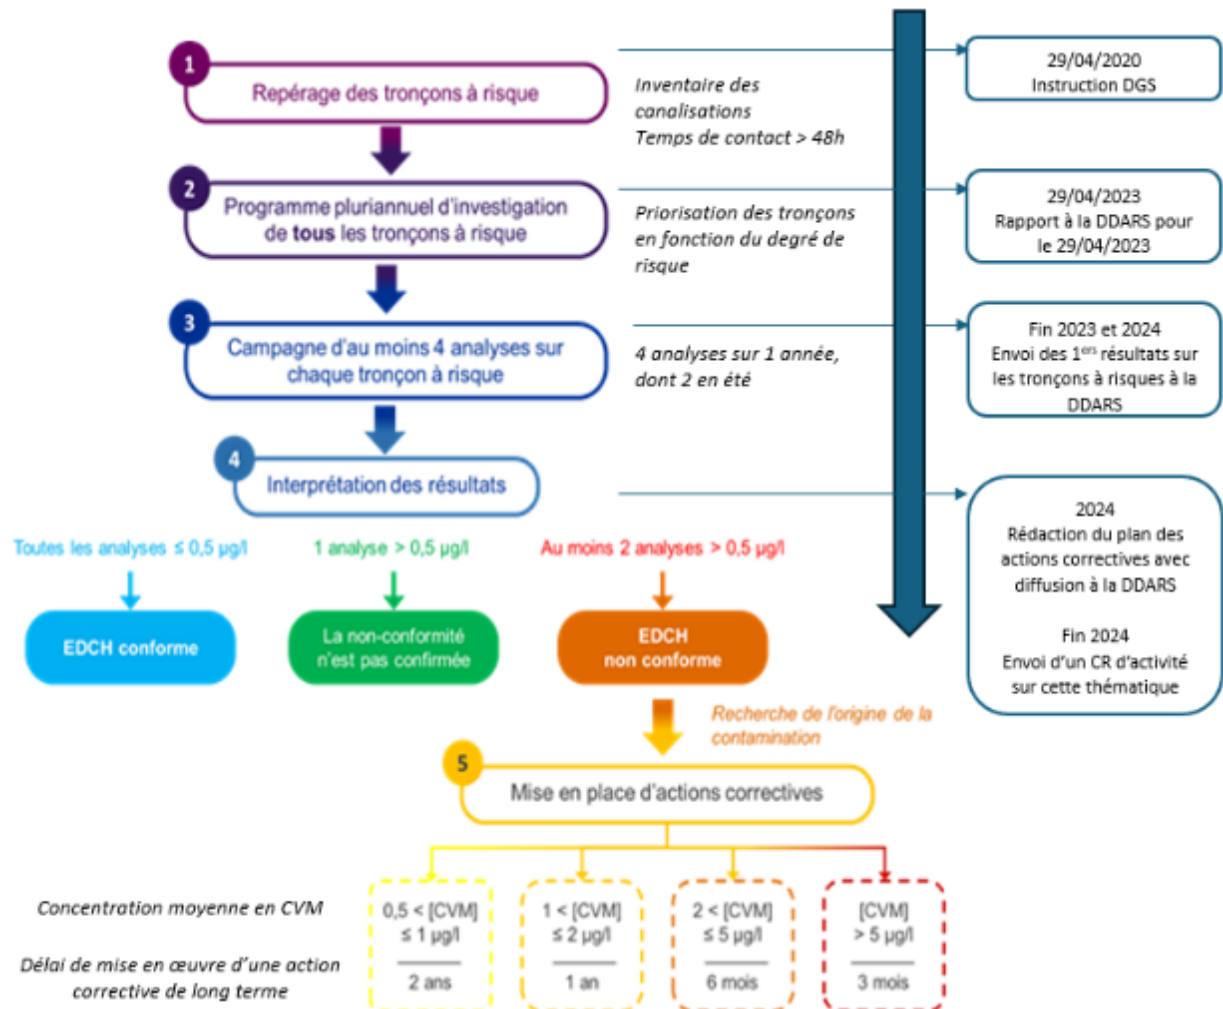 1
Repérage des tronçons à risque
Inventaire des
canalisations
Temps de contact > 48h
29/04/2020
Instruction DGS
2
Programme pluriannuel d'investigation
de tous les tronçons à risque
Priorisation des tronçons
en fonction du degré de
risque
29/04/2023
Rapport à la DDARS pour
le 29/04/2023
3
Campagne d'au moins 4 analyses sur
chaque tronçon à risque
4 analyses sur 1 année,
dont 2 en été
Fin 2023 et 2024
Envoi des 1ers résultats sur
les tronçons à risques à la
DDARS
4
Interprétation des résultats
2024
Rédaction du plan des
actions correctives avec
diffusion à la DDARS
Fin 2024
Envoi d'un CR d'activité
sur cette thématique
Toutes les analyses ≤ 0,5 µg/l
1 analyse > 0,5 µg/l
Au moins 2 analyses > 0,5 µg/l
EDCH conforme
La non-conformité
n'est pas confirmée
EDCH
non conforme
Recherche de l'origine de la
contamination
5
Mise en place d'actions correctives
Concentration moyenne en CVM
0,5 < [CVM]
≤ 1 µg/l
1 < [CVM]
≤ 2 µg/l
2 < [CVM]
≤ 5 µg/l
[CVM]
> 5 µg/l
Délai de mise en œuvre d'une action
corrective de long terme
2 ans
1 an
6 mois
3 mois